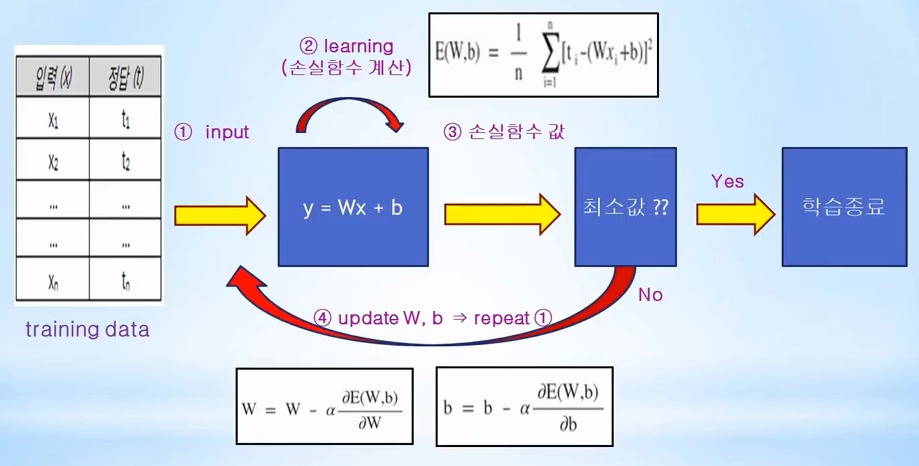 ② learning
(손실함수 계산)
E(W,b) = 1/n ∑ i=1 n [t i -(Wx i +b)]²
입력 (x) 정답 (t)
x₁ t₁
x₂ t₂
... ...
... ...
xₙ tₙ
training data
① input
③ 손실함수 값
y = Wx + b
최소값 ??
Yes
학습종료
No
④ update W, b ⇒ repeat ①
W = W - α ∂E(W,b)/∂W
b = b - α ∂E(W,b)/∂b